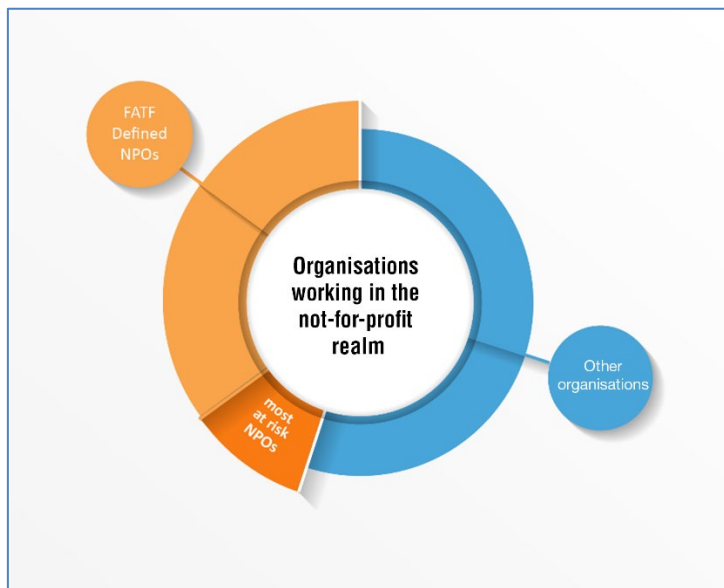 FATF
Defined
NPOs
Organisations
working in the
not-for-profit
realm
Other
organisations
most
at risk
NPOs